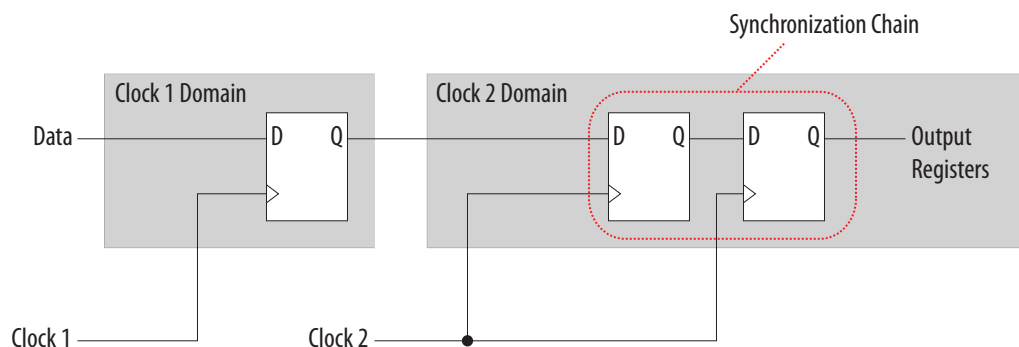 Synchronization Chain
Clock 1 Domain
Clock 2 Domain
Data
D Q
D Q
D Q
Output
Registers
Clock 1
Clock 2